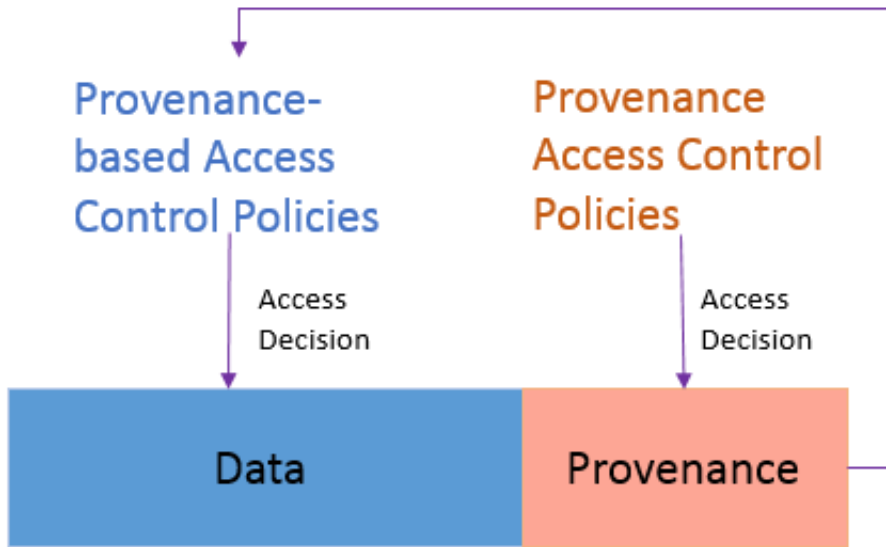 Provenance-
based Access
Control Policies
Provenance
Access Control
Policies
Access
Decision
Access
Decision
Data
Provenance